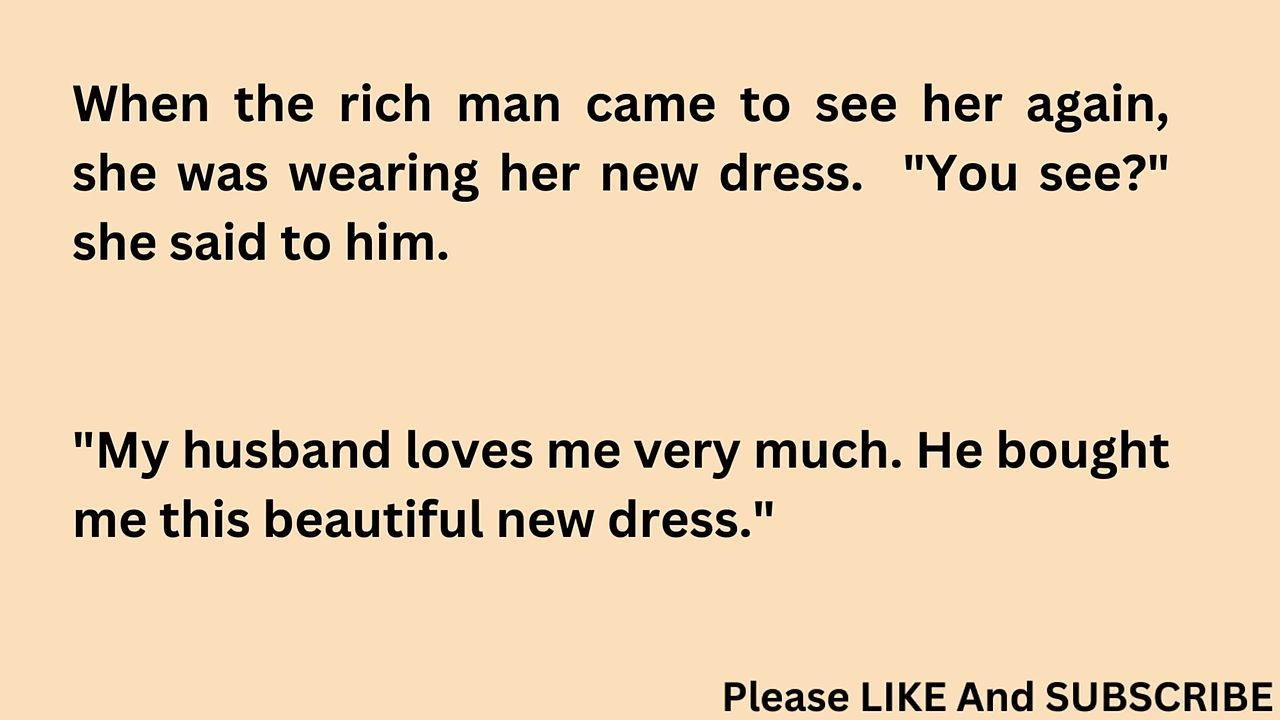 When the rich man came to see her again,
she was wearing her new dress.  "You see?"
she said to him.
"My husband loves me very much. He bought
me this beautiful new dress."
Please LIKE And SUBSCRIBE